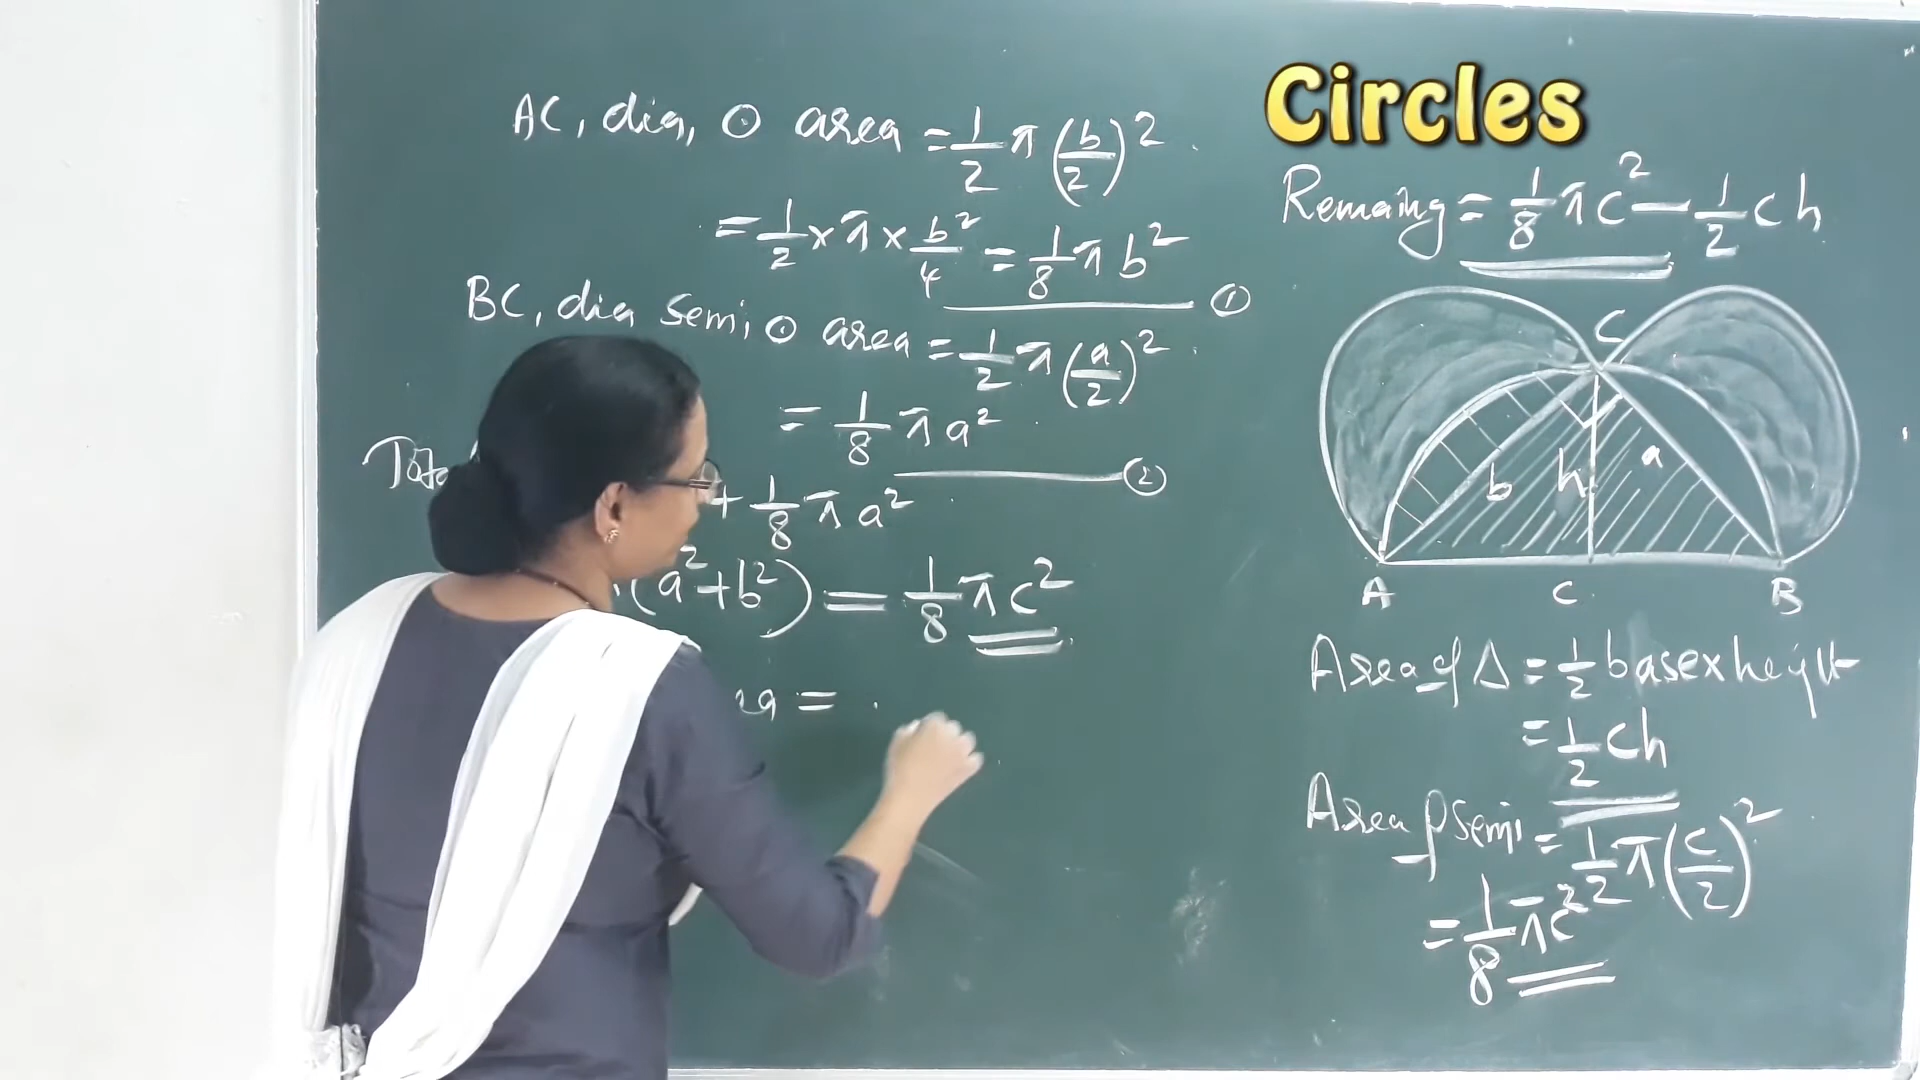 AC, dia, ⊙ area = 1/2 π (b/2)²
= 1/2 × π × b²/4 = 1/8 π b²
①
BC, dia semi ⊙ area = 1/2 π (a/2)²
= 1/8 π a²
②
+ 1/8 π a²
(a² + b²) = 1/8 π c²
=
Circles
Remaing = 1/8 π c² − 1/2 c h
C
b h a
A C B
Area of Δ = 1/2 base x height
= 1/2 ch
Area of semi = 1/2 π (c/2)²
= 1/8 π c²